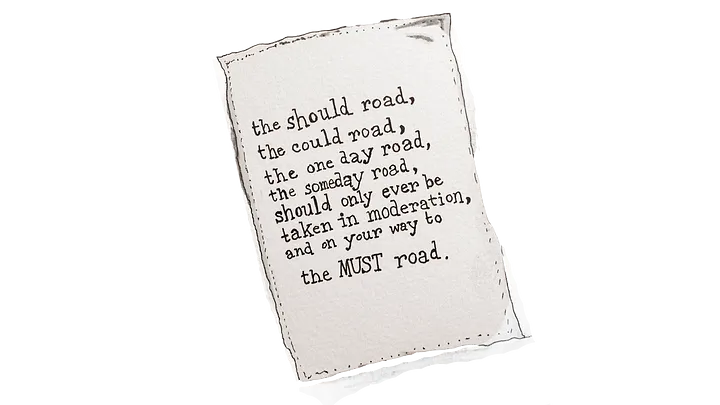 the should road,
the could road,
the one day road,
the someday road,
should only ever be
taken in moderation,
and on your way to
the MUST road.